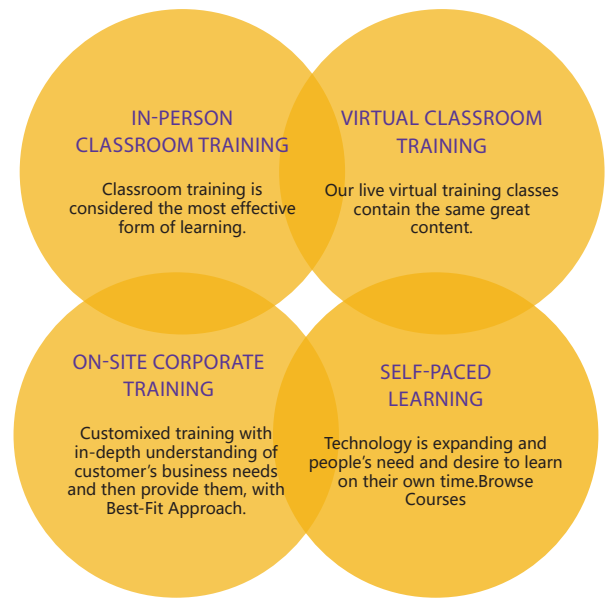 IN-PERSON
CLASSROOM TRAINING
Classroom training is
considered the most effective
form of learning.
VIRTUAL CLASSROOM
TRAINING
Our live virtual training classes
contain the same great
content.
ON-SITE CORPORATE
TRAINING
Customixed training with
in-depth understanding of
customer's business needs
and then provide them, with
Best-Fit Approach.
SELF-PACED
LEARNING
Technology is expanding and
people's need and desire to learn
on their own time.Browse
Courses